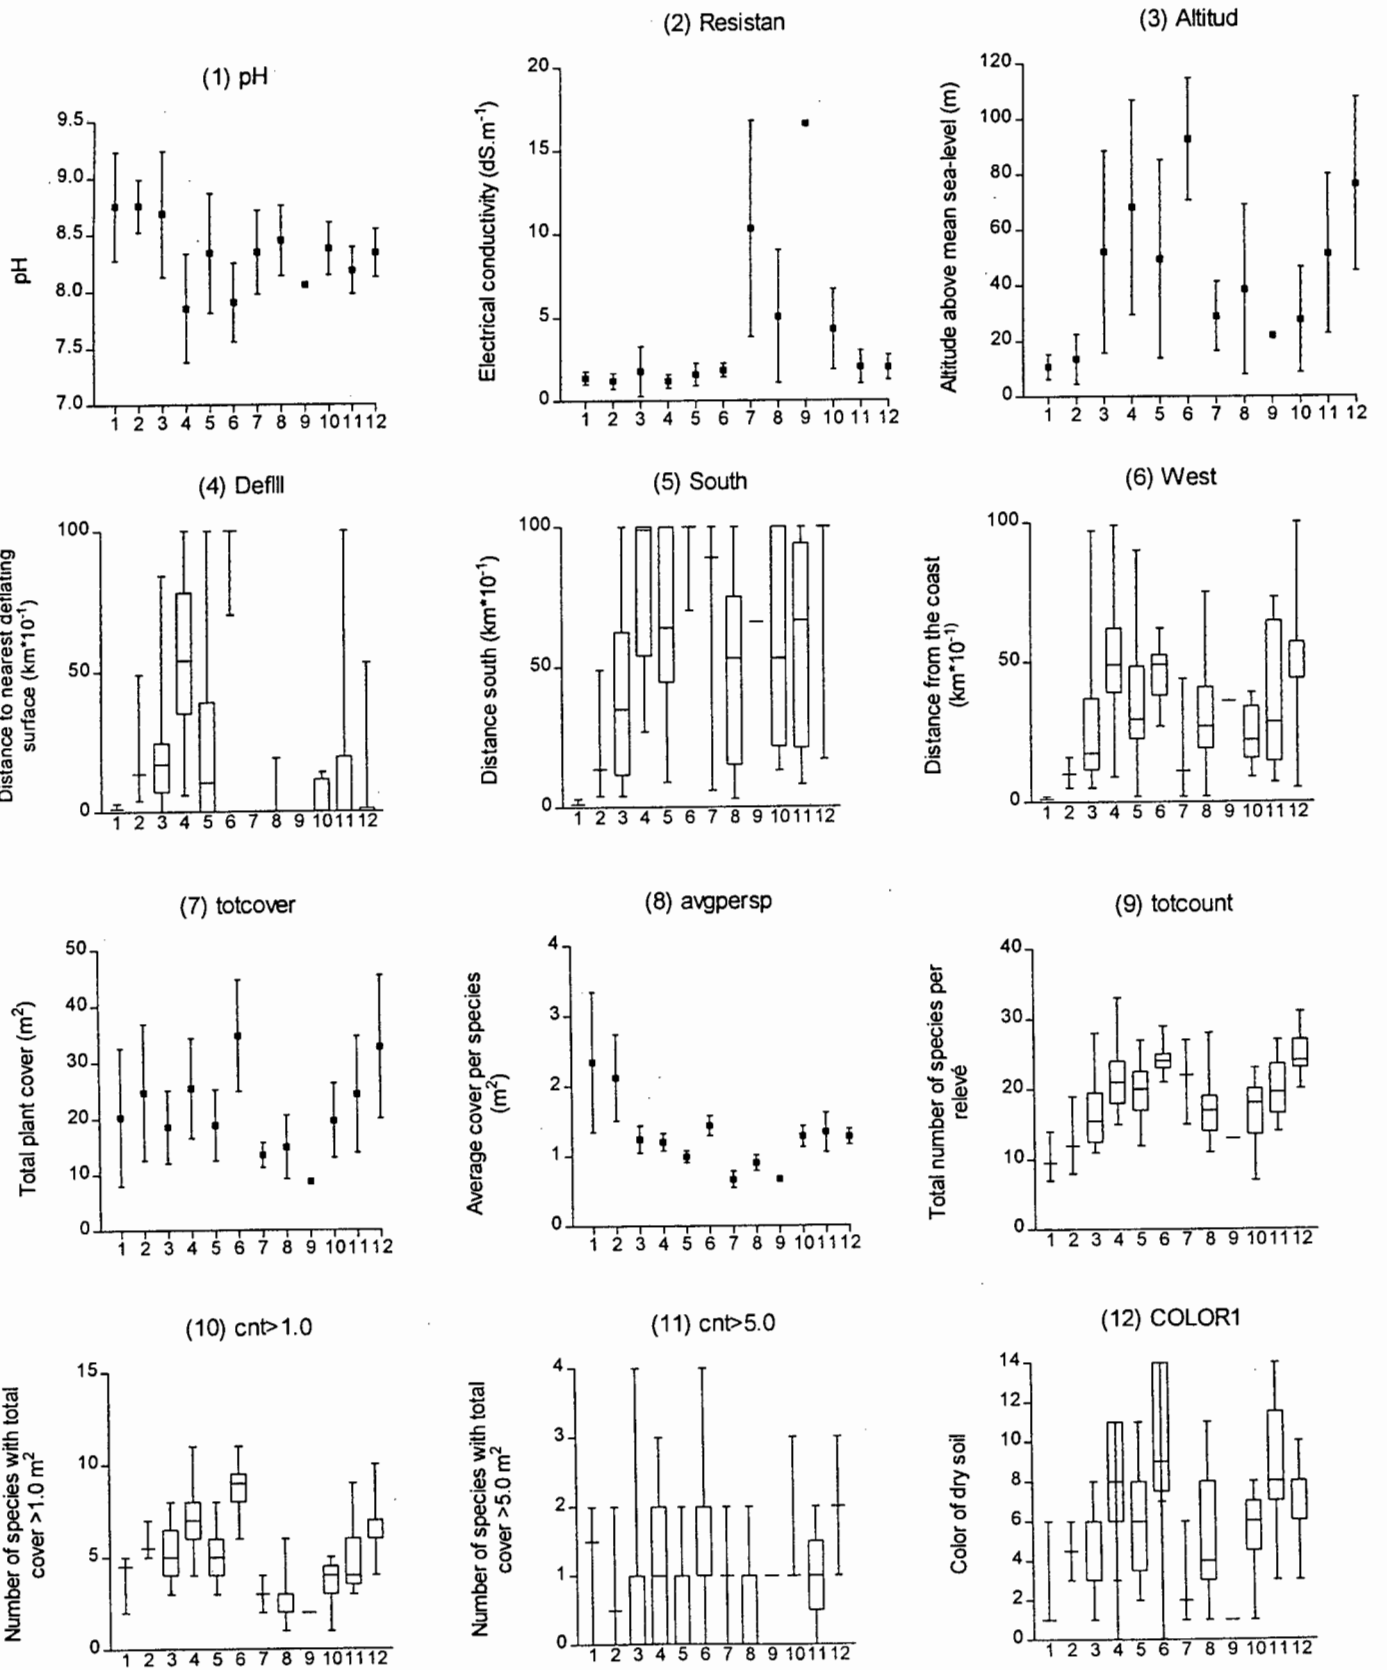 (1) pH
9.5
9.0
8.5
8.0
7.5
7.0
pH
1 2 3 4 5 6 7 8 9 10 11 12
(2) Resistan
20
15
10
5
0
Electrical conductivity (dS.m⁻¹)
1 2 3 4 5 6 7 8 9 10 11 12
(3) Altitud
120
100
80
60
40
20
0
Altitude above mean sea-level (m)
1 2 3 4 5 6 7 8 9 10 11 12
(4) Deflll
100
50
0
Distance to nearest deflating
surface (km*10⁻¹)
1 2 3 4 5 6 7 8 9 10 11 12
(5) South
100
50
0
Distance south (km*10⁻¹)
1 2 3 4 5 6 7 8 9 10 11 12
(6) West
100
50
0
Distance from the coast
(km*10⁻¹)
1 2 3 4 5 6 7 8 9 10 11 12
(7) totcover
50
40
30
20
10
0
Total plant cover (m²)
1 2 3 4 5 6 7 8 9 10 11 12
(8) avgpersp
4
3
2
1
0
Average cover per species
(m²)
1 2 3 4 5 6 7 8 9 10 11 12
(9) totcount
40
30
20
10
0
Total number of species per
relevé
1 2 3 4 5 6 7 8 9 10 11 12
(10) cnt>1.0
15
10
5
0
Number of species with total
cover >1.0 m²
1 2 3 4 5 6 7 8 9 10 11 12
(11) cnt>5.0
4
3
2
1
0
Number of species with total
cover >5.0 m²
1 2 3 4 5 6 7 8 9 10 11 12
(12) COLOR1
14
12
10
8
6
4
2
0
Color of dry soil
1 2 3 4 5 6 7 8 9 10 11 12